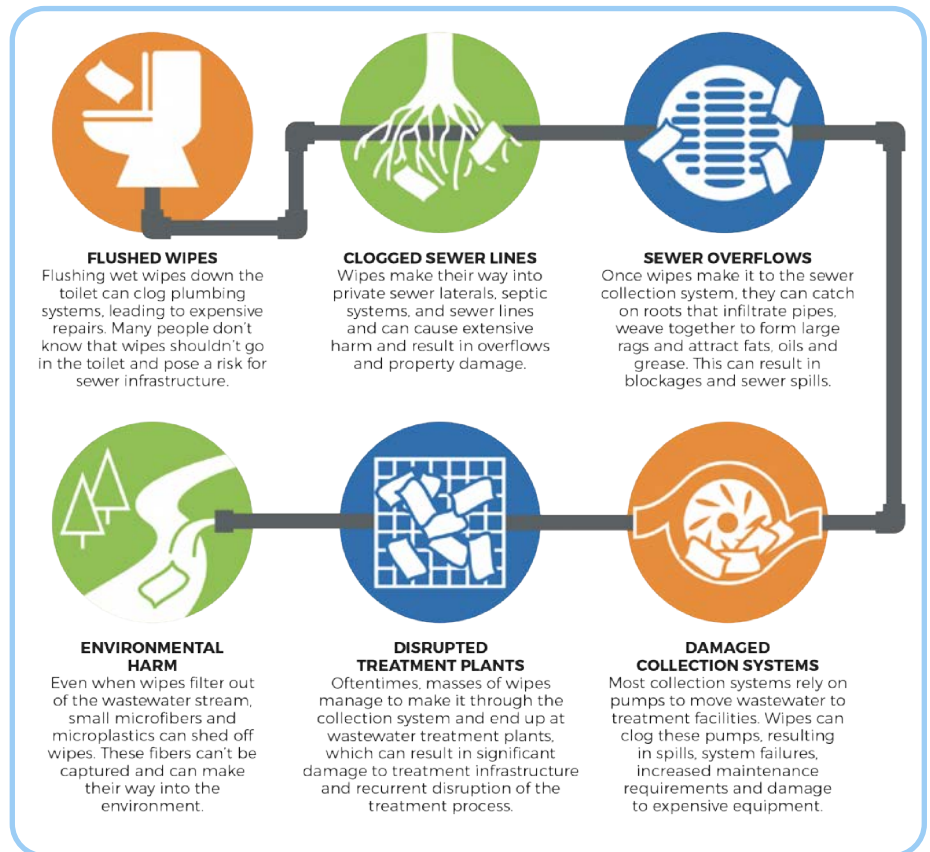 FLUSHED WIPES
Flushing wet wipes down the
toilet can clog plumbing
systems, leading to expensive
repairs. Many people don't
know that wipes shouldn't go
in the toilet and pose a risk for
sewer infrastructure.
CLOGGED SEWER LINES
Wipes make their way into
private sewer laterals, septic
systems, and sewer lines
and can cause extensive
harm and result in overflows
and property damage.
SEWER OVERFLOWS
Once wipes make it to the sewer
collection system, they can catch
on roots that infiltrate pipes,
weave together to form large
rags and attract fats, oils and
grease. This can result in
blockages and sewer spills.
ENVIRONMENTAL
HARM
Even when wipes filter out
of the wastewater stream,
small microfibers and
microplastics can shed off
wipes. These fibers can't be
captured and can make
their way into the
environment.
DISRUPTED
TREATMENT PLANTS
Oftentimes, masses of wipes
manage to make it through the
collection system and end up at
wastewater treatment plants,
which can result in significant
damage to treatment infrastructure
and recurrent disruption of the
treatment process.
DAMAGED
COLLECTION SYSTEMS
Most collection systems rely on
pumps to move wastewater to
treatment facilities. Wipes can
clog these pumps, resulting
in spills, system failures,
increased maintenance
requirements and damage
to expensive equipment.